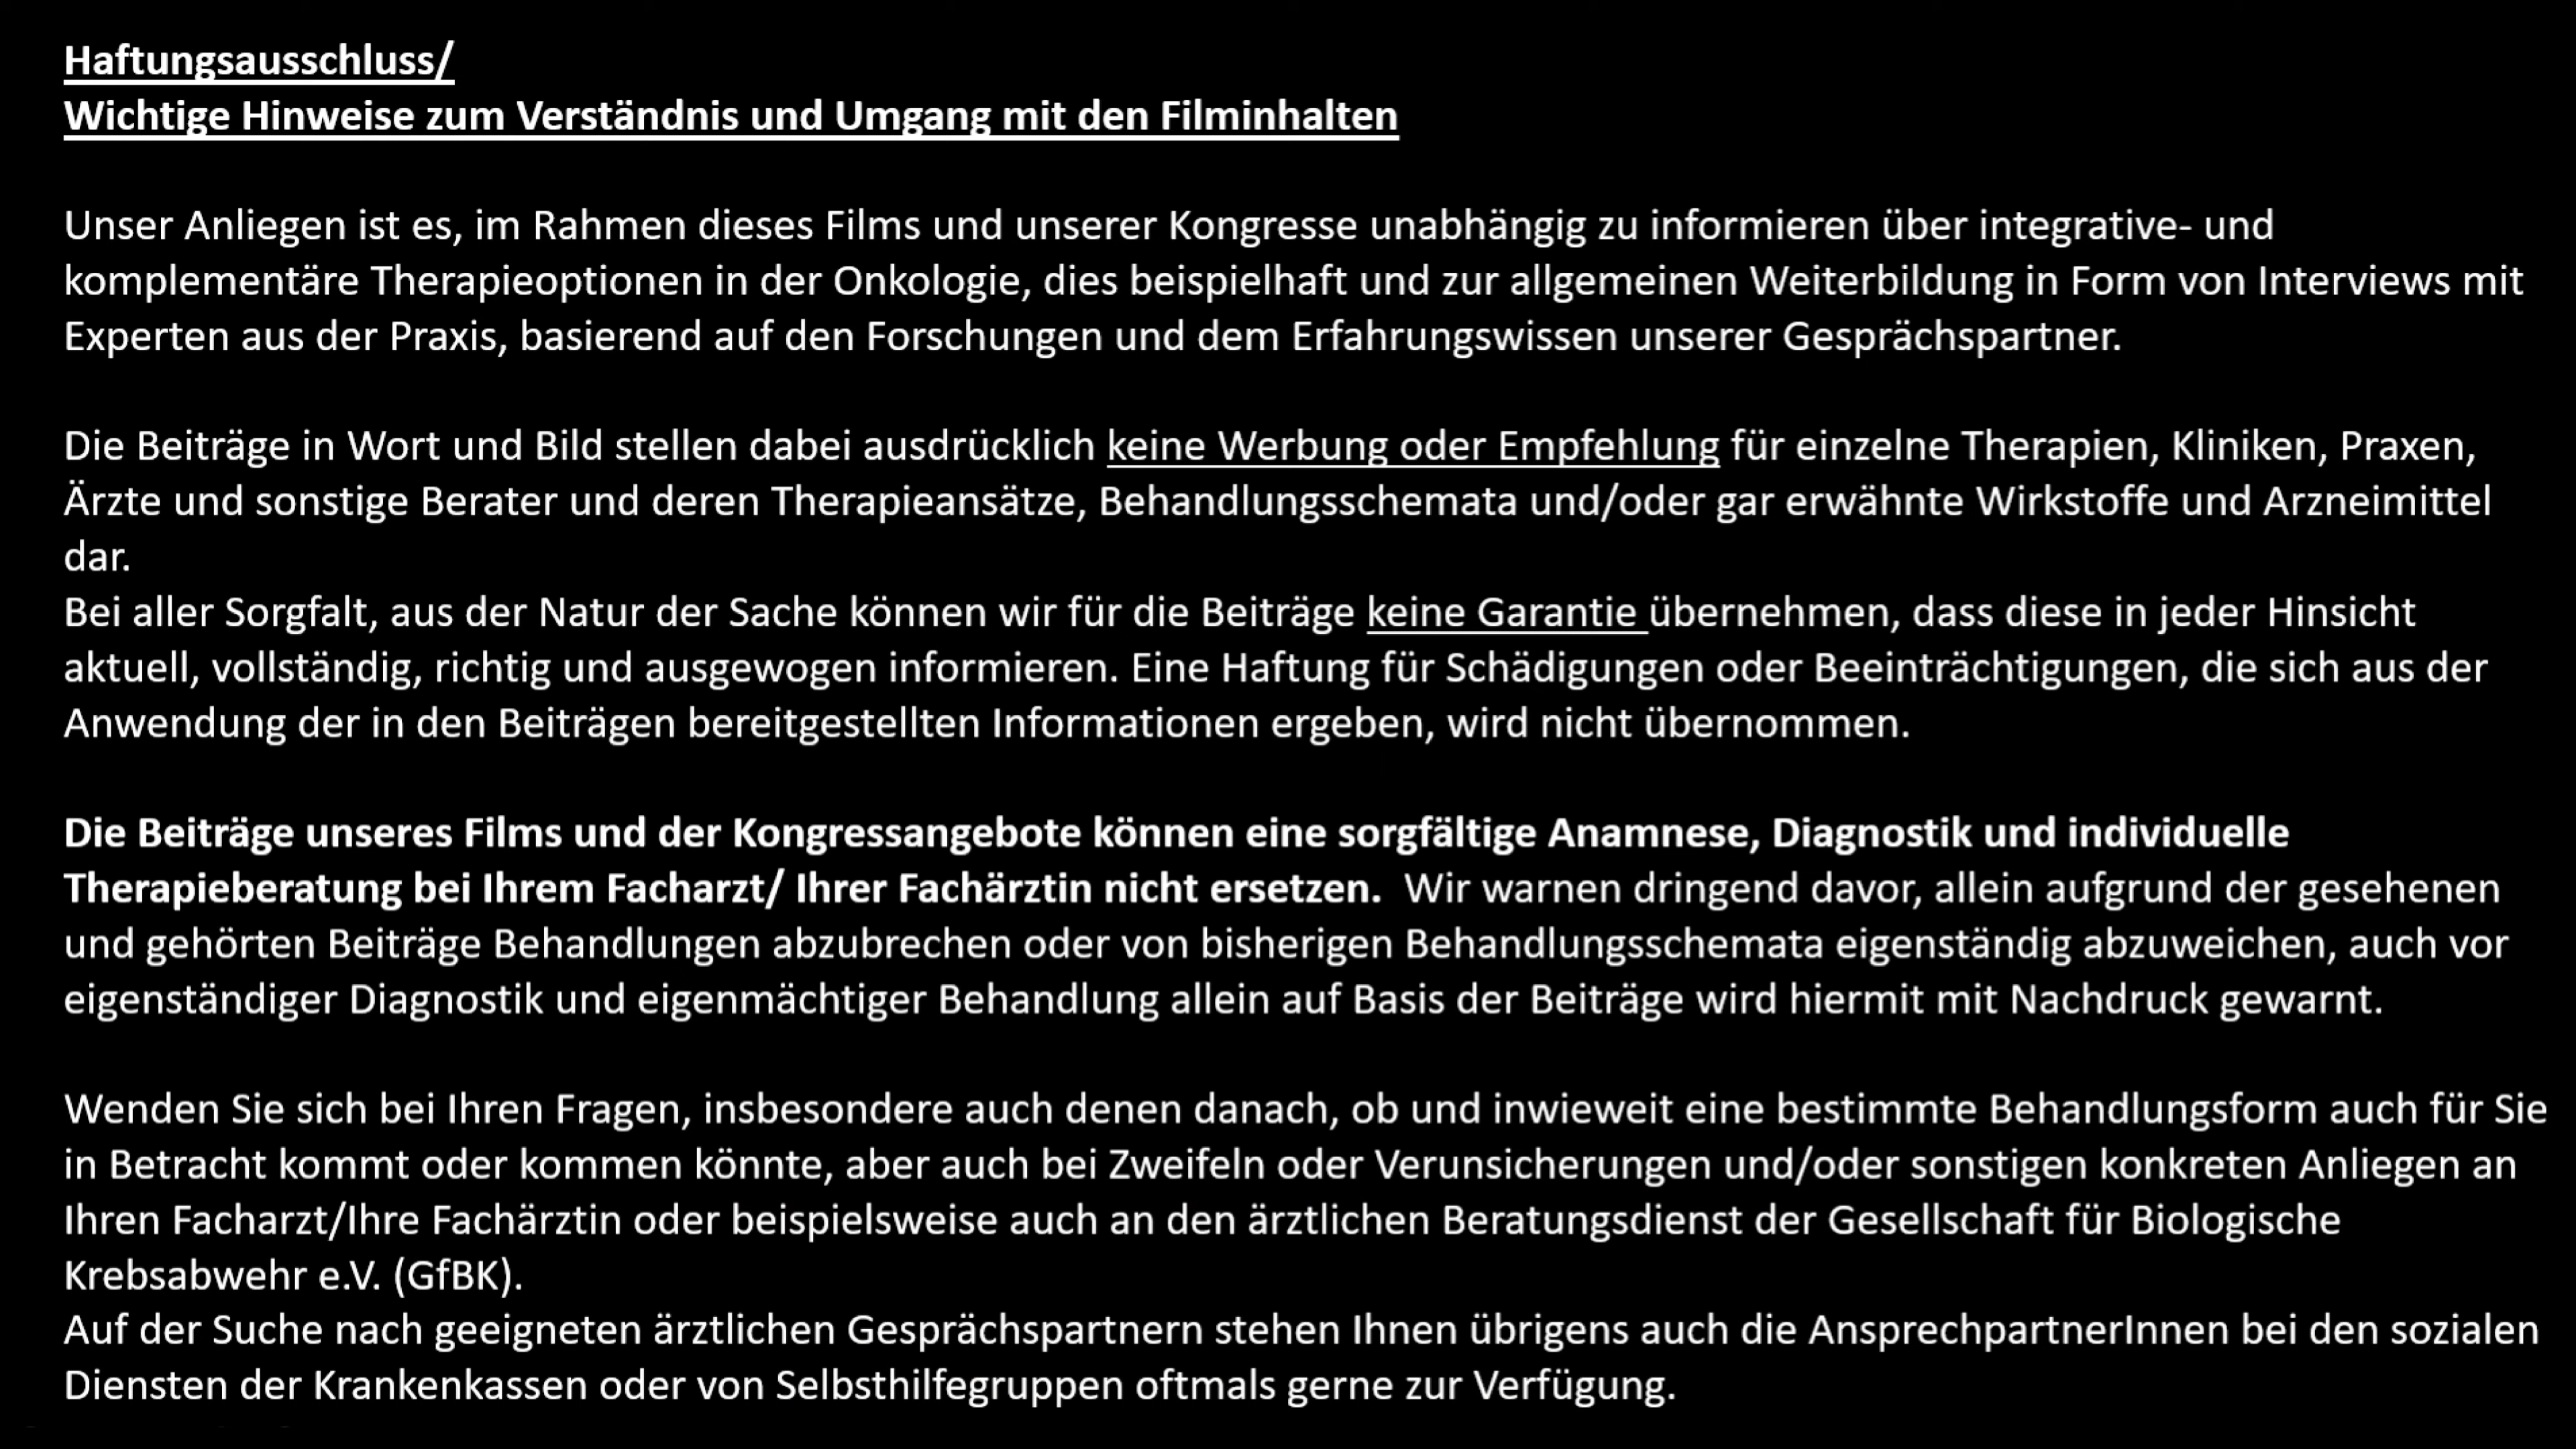 Haftungsausschluss/
Wichtige Hinweise zum Verständnis und Umgang mit den Filminhalten
Unser Anliegen ist es, im Rahmen dieses Films und unserer Kongresse unabhängig zu informieren über integrative- und
komplementäre Therapieoptionen in der Onkologie, dies beispielhaft und zur allgemeinen Weiterbildung in Form von Interviews mit
Experten aus der Praxis, basierend auf den Forschungen und dem Erfahrungswissen unserer Gesprächspartner.
Die Beiträge in Wort und Bild stellen dabei ausdrücklich keine Werbung oder Empfehlung für einzelne Therapien, Kliniken, Praxen,
Ärzte und sonstige Berater und deren Therapieansätze, Behandlungsschemata und/oder gar erwähnte Wirkstoffe und Arzneimittel
dar.
Bei aller Sorgfalt, aus der Natur der Sache können wir für die Beiträge keine Garantie übernehmen, dass diese in jeder Hinsicht
aktuell, vollständig, richtig und ausgewogen informieren. Eine Haftung für Schädigungen oder Beeinträchtigungen, die sich aus der
Anwendung der in den Beiträgen bereitgestellten Informationen ergeben, wird nicht übernommen.
Die Beiträge unseres Films und der Kongressangebote können eine sorgfältige Anamnese, Diagnostik und individuelle
Therapieberatung bei Ihrem Facharzt/ Ihrer Fachärztin nicht ersetzen. Wir warnen dringend davor, allein aufgrund der gesehenen
und gehörten Beiträge Behandlungen abzubrechen oder von bisherigen Behandlungsschemata eigenständig abzuweichen, auch vor
eigenständiger Diagnostik und eigenmächtiger Behandlung allein auf Basis der Beiträge wird hiermit mit Nachdruck gewarnt.
Wenden Sie sich bei Ihren Fragen, insbesondere auch denen danach, ob und inwieweit eine bestimmte Behandlungsform auch für Sie
in Betracht kommt oder kommen könnte, aber auch bei Zweifeln oder Verunsicherungen und/oder sonstigen konkreten Anliegen an
Ihren Facharzt/Ihre Fachärztin oder beispielsweise auch an den ärztlichen Beratungsdienst der Gesellschaft für Biologische
Krebsabwehr e.V. (GfBK).
Auf der Suche nach geeigneten ärztlichen Gesprächspartnern stehen Ihnen übrigens auch die AnsprechpartnerInnen bei den sozialen
Diensten der Krankenkassen oder von Selbsthilfegruppen oftmals gerne zur Verfügung.